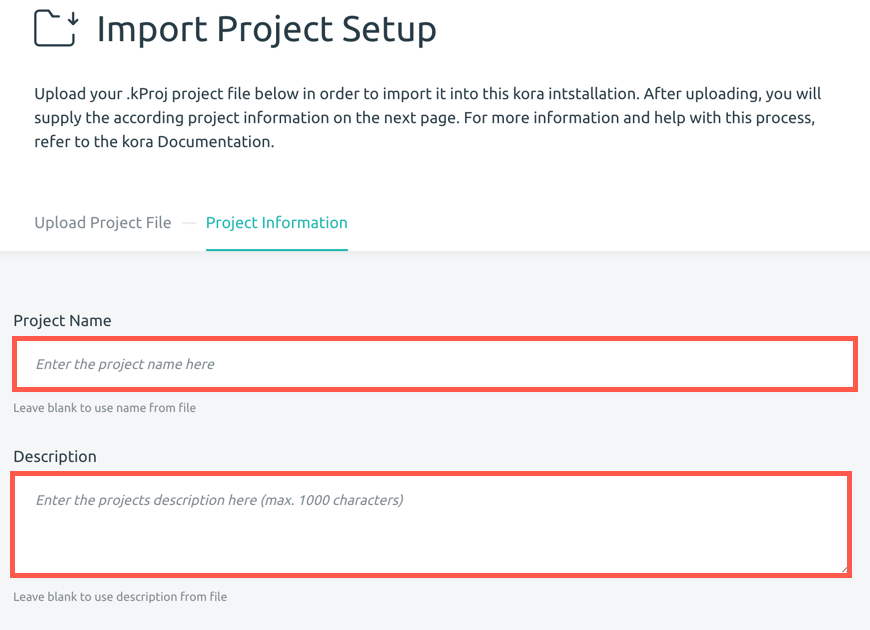 Import Project Setup
Upload your .kProj project file below in order to import it into this kora intstallation. After uploading, you will
supply the according project information on the next page. For more information and help with this process,
refer to the kora Documentation.
Upload Project File — Project Information
Project Name
Enter the project name here
Leave blank to use name from file
Description
Enter the projects description here (max. 1000 characters)
Leave blank to use description from file